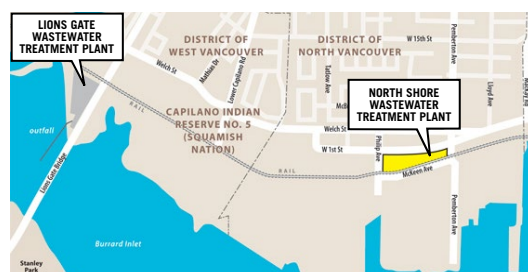 LIONS GATE
WASTEWATER
TREATMENT PLANT
DISTRICT OF
WEST VANCOUVER
DISTRICT OF
NORTH VANCOUVER
W 15th St
Pemberton Ave
Welch St
Mathias Dr
Lower Capilano Rd
Tatlow Ave
Lloyd Ave
NORTH SHORE
WASTEWATER
TREATMENT PLANT
RAIL
CAPILANO INDIAN
RESERVE NO. 5
(SQUAMISH
NATION)
outfall
Lions Gate Bridge
Welch St
W 1st St
Philip Ave
RAIL
McKeen Ave
Pemberton Ave
Burrard Inlet
Stanley
Park